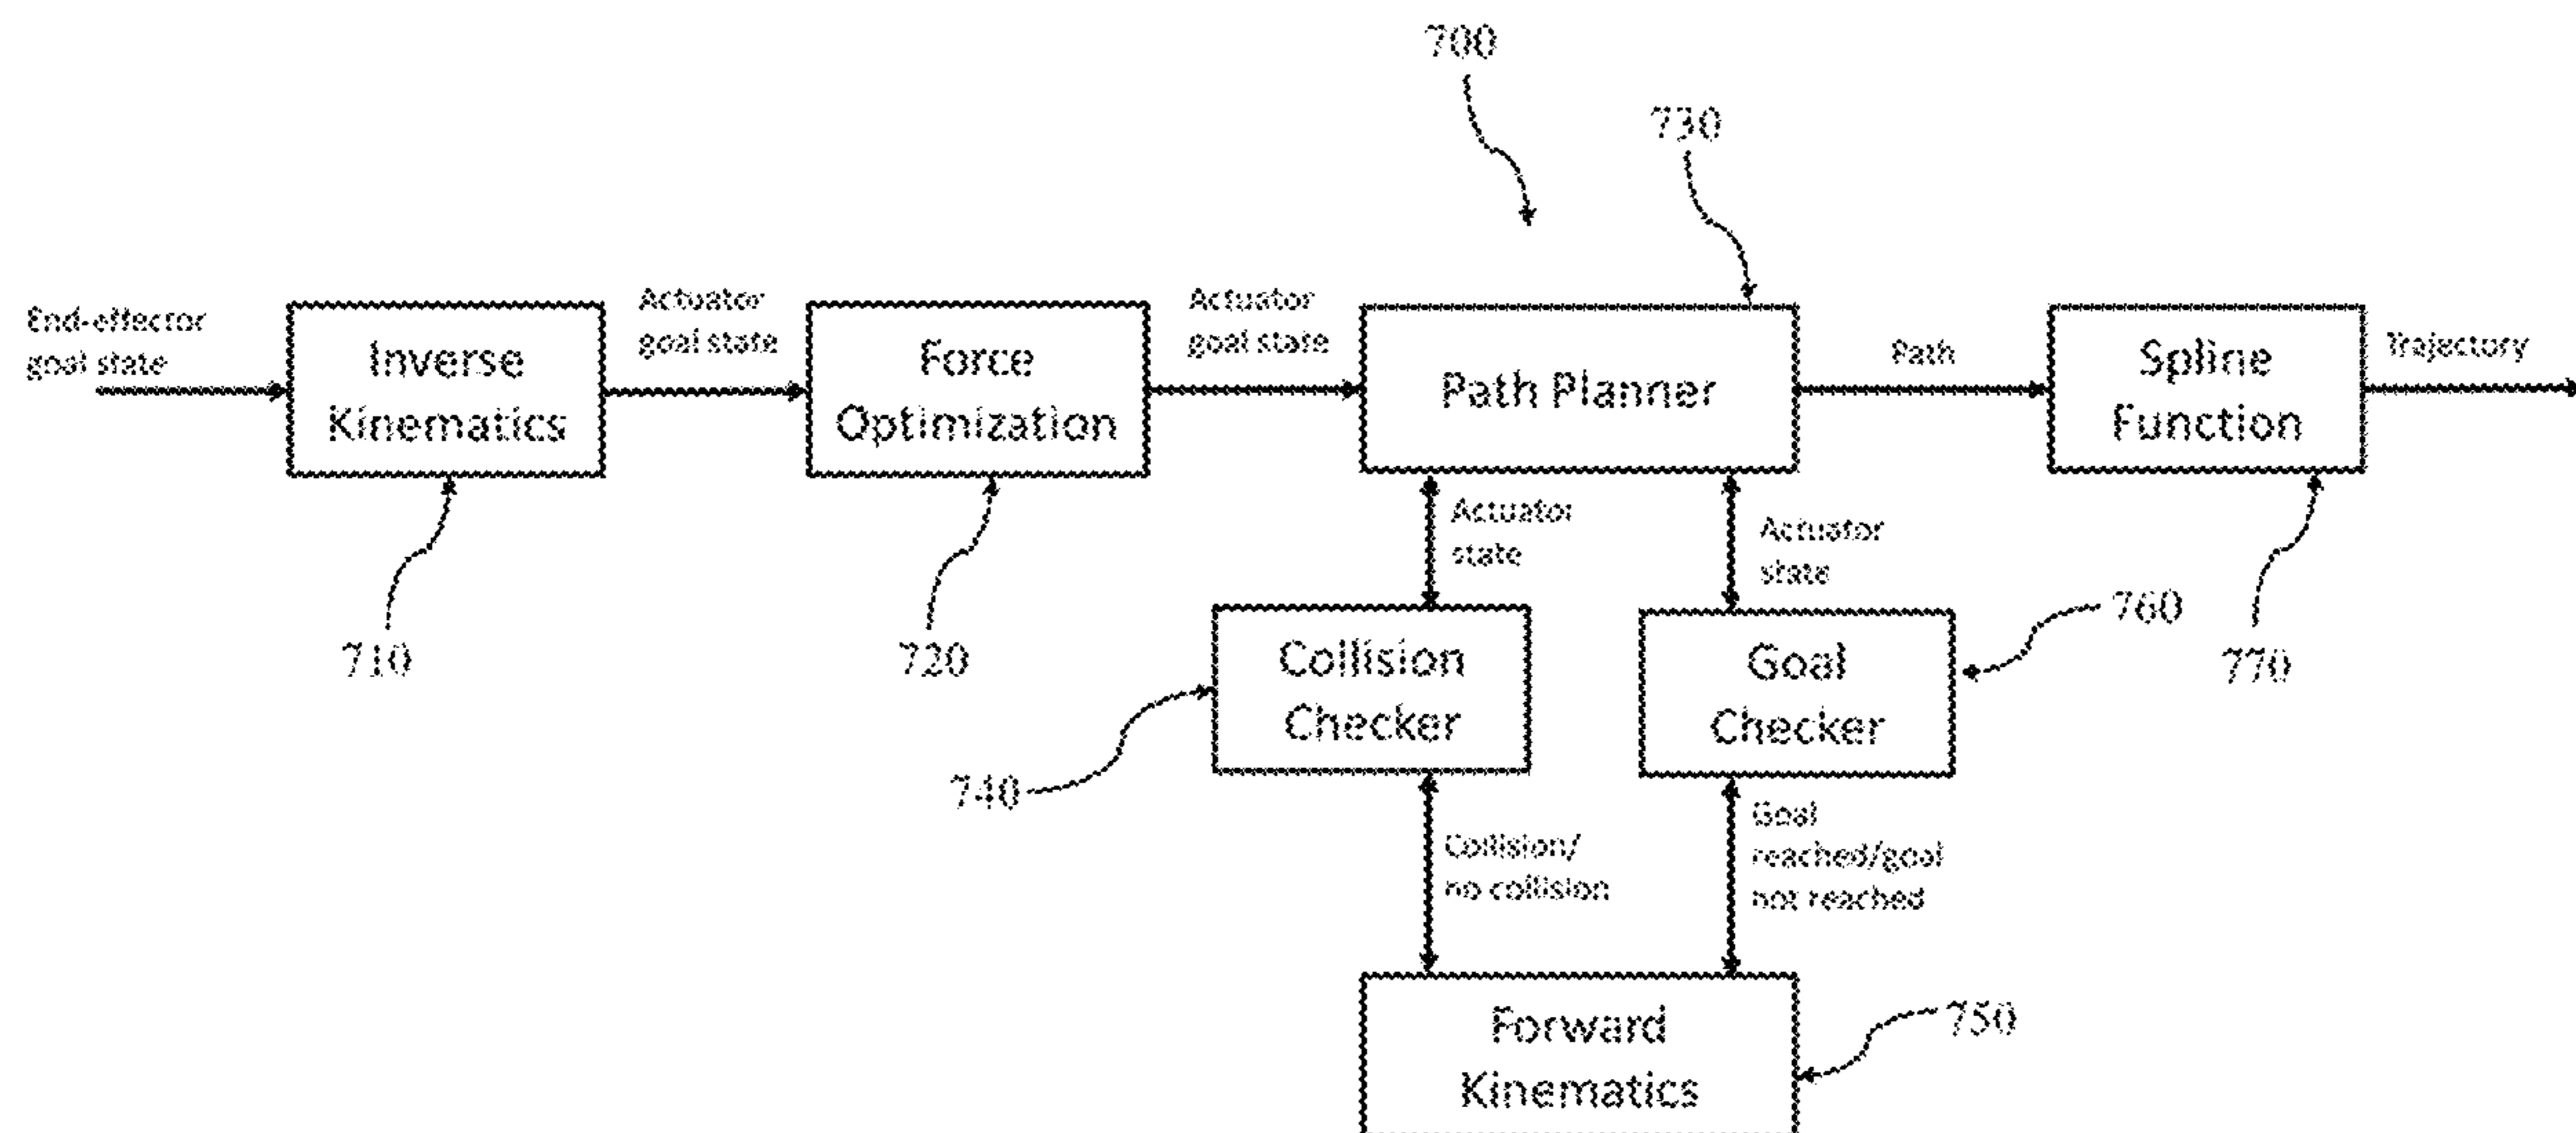 700
730
End-effector
goal state
Inverse
Kinematics
Actuator
goal state
Force
Optimization
Actuator
goal state
Path Planner
Path
Spline
Function
Trajectory
710
720
Actuator
state
Actuator
state
760
770
Collision
Checker
Goal
Checker
740
Collision/
no collision
Goal
reached/goal
not reached
Forward
Kinematics
750